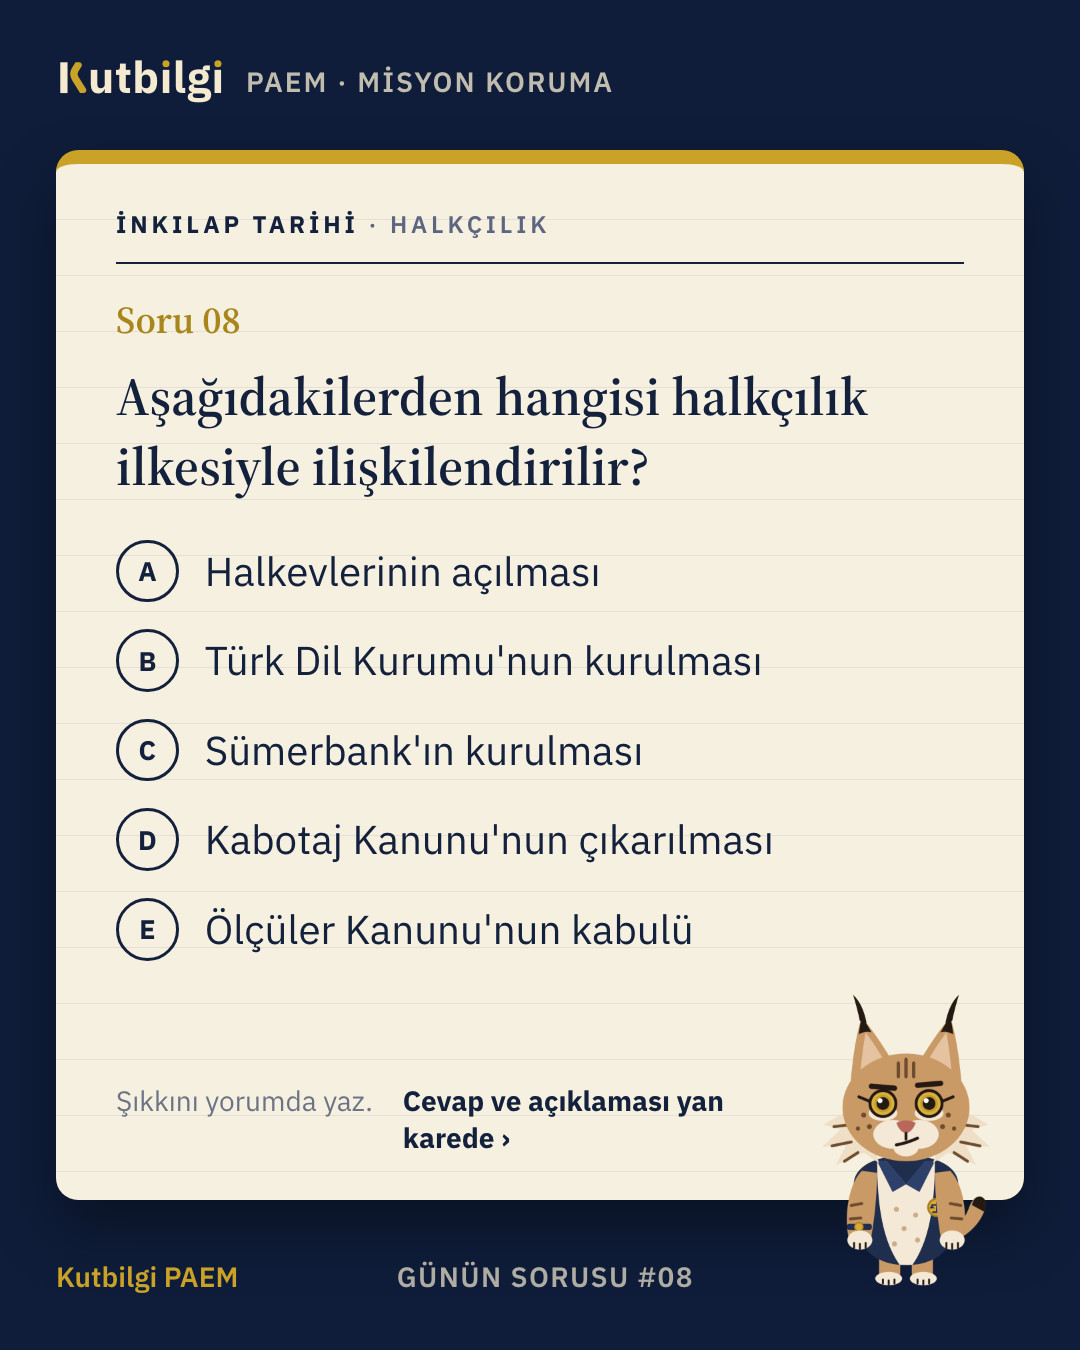 Kutbilgi PAEM · MİSYON KORUMA
İNKILAP TARİHİ · HALKÇILIK
Soru 08
Aşağıdakilerden hangisi halkçılık
ilkesiyle ilişkilendirilir?
A Halkevlerinin açılması
B Türk Dil Kurumu'nun kurulması
C Sümerbank'ın kurulması
D Kabotaj Kanunu'nun çıkarılması
E Ölçüler Kanunu'nun kabulü
Şıkkını yorumda yaz. Cevap ve açıklaması yan
karede ›
Kutbilgi PAEM GÜNÜN SORUSU #08